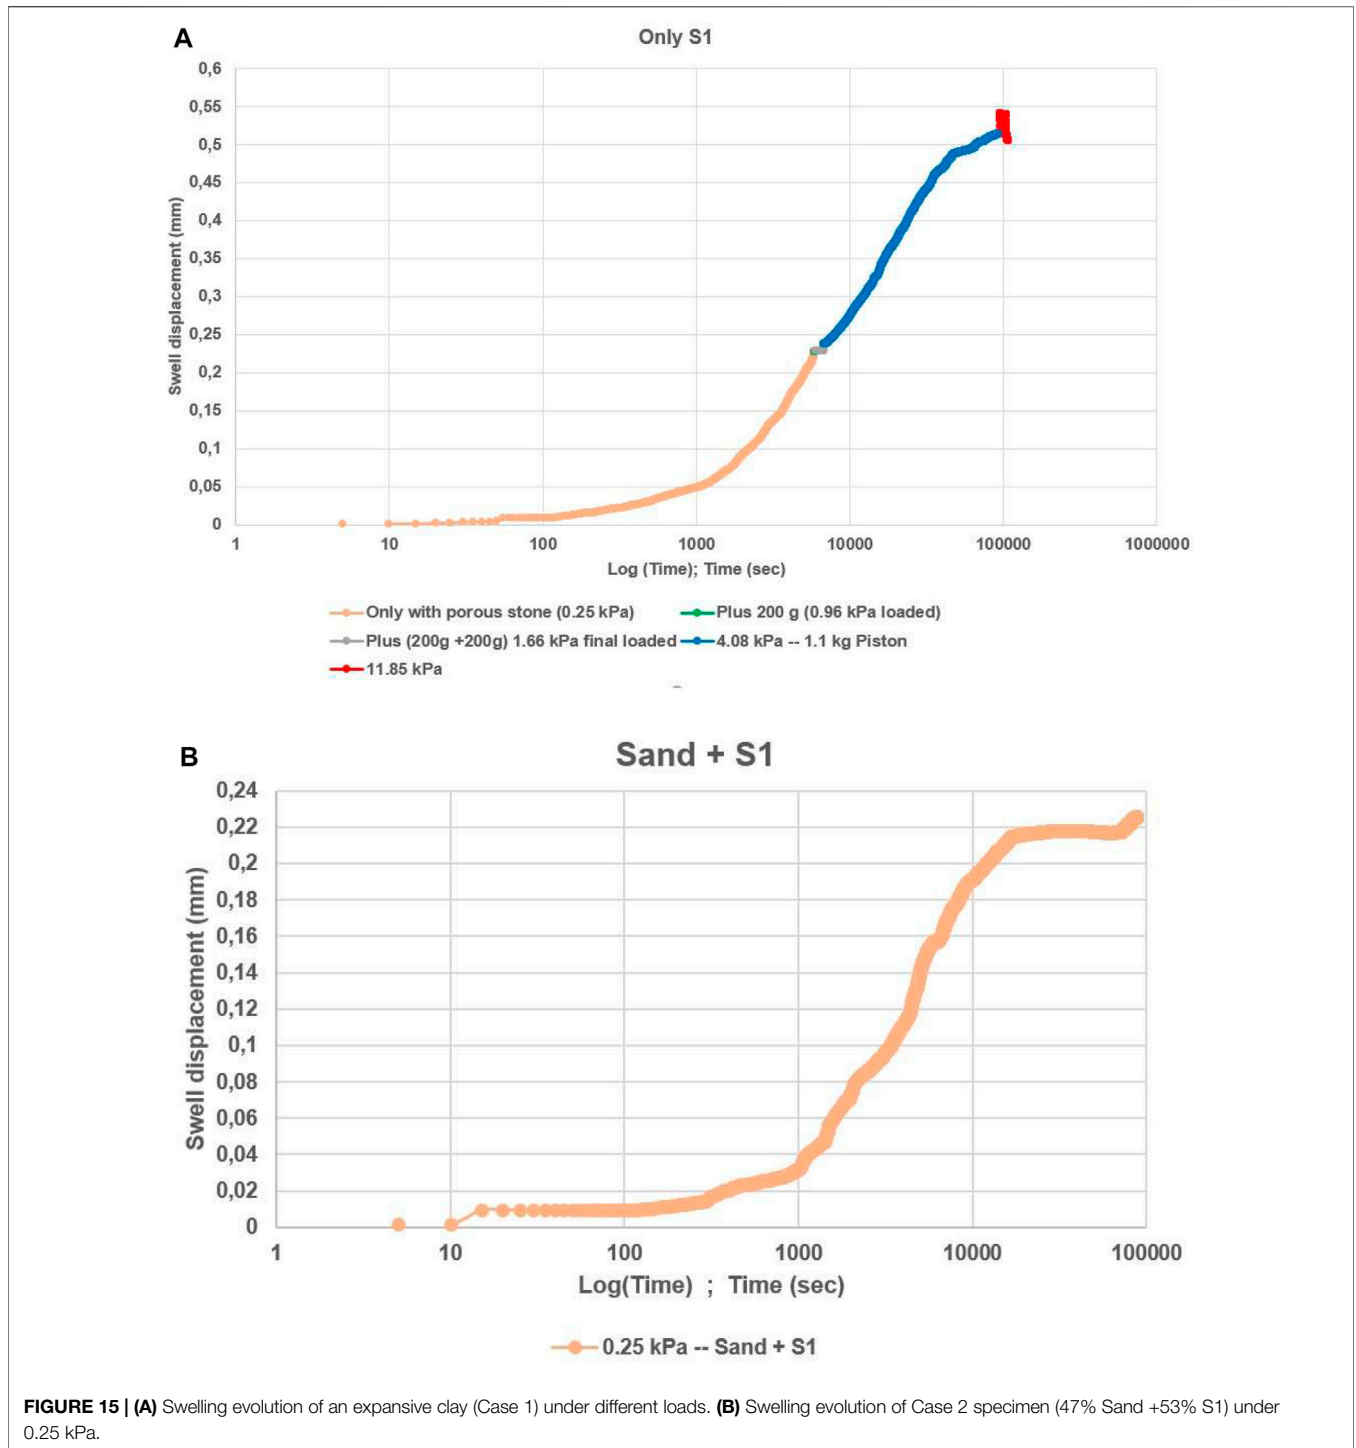 A
Only S1
0,6
0,55
0,5
0,45
0,4
0,35
0,3
0,25
0,2
0,15
0,1
0,05
0
Swell displacement (mm)
1 10 100 1000 10000 100000 1000000
Log (Time); Time (sec)
Only with porous stone (0.25 kPa) Plus 200 g (0.96 kPa loaded)
Plus (200g +200g) 1.66 kPa final loaded 4.08 kPa -- 1.1 kg Piston
11.85 kPa
B
Sand + S1
0,24
0,22
0,2
0,18
0,16
0,14
0,12
0,1
0,08
0,06
0,04
0,02
0
Swell displacement (mm)
1 10 100 1000 10000 100000
Log(Time) ; Time (sec)
0.25 kPa -- Sand + S1
FIGURE 15 | (A) Swelling evolution of an expansive clay (Case 1) under different loads. (B) Swelling evolution of Case 2 specimen (47% Sand +53% S1) under
0.25 kPa.